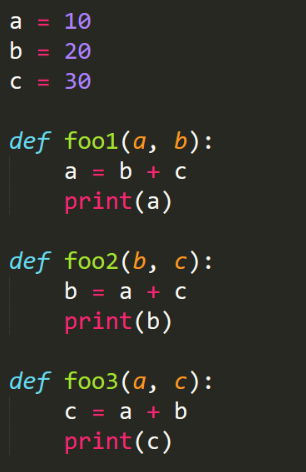 a = 10
b = 20
c = 30
def foo1(a, b):
    a = b + c
    print(a)
def foo2(b, c):
    b = a + c
    print(b)
def foo3(a, c):
    c = a + b
    print(c)